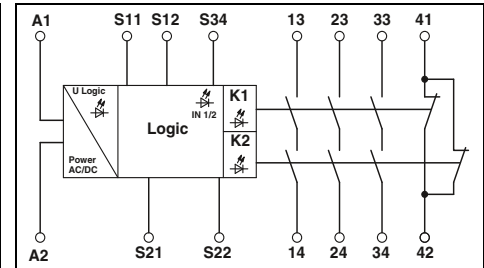 A1 S11 S12 S34 13 23 33 41
U Logic
K1
IN 1/2
Logic
K2
Power
AC/DC
A2 S21 S22 14 24 34 42